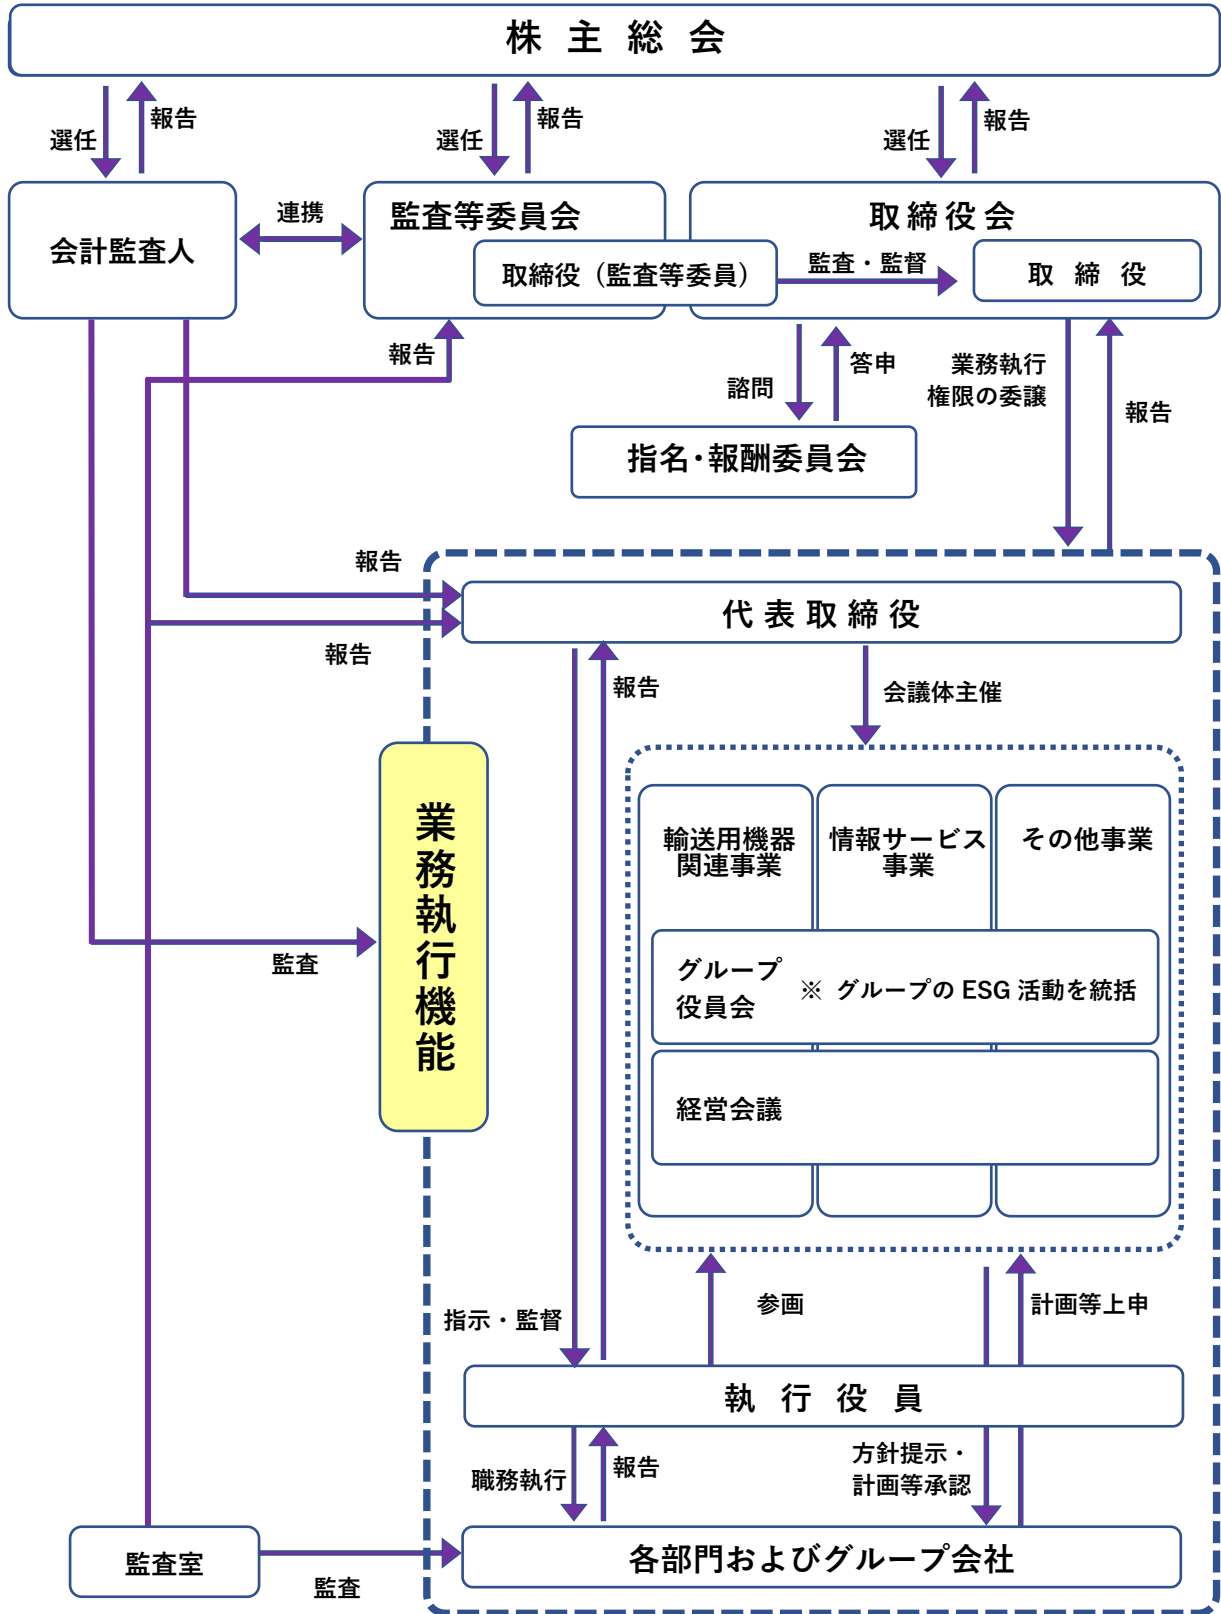 株 主 総 会
選任
報告
選任
報告
選任
報告
会計監査人
連携
監査等委員会
取締役（監査等委員）
取締役会
監査・監督
取 締 役
報告
諮問
答申
業務執行
権限の委譲
報告
指名・報酬委員会
報告
報告
代 表 取 締 役
報告
会議体主催
業務執行機能
輸送用機器
関連事業
情報サービス
事業
その他事業
監査
グループ
役員会
※ グループの ESG 活動を統括
経営会議
指示・監督
参画
計画等上申
執 行 役 員
職務執行
報告
方針提示・
計画等承認
監査室
監査
各部門およびグループ会社